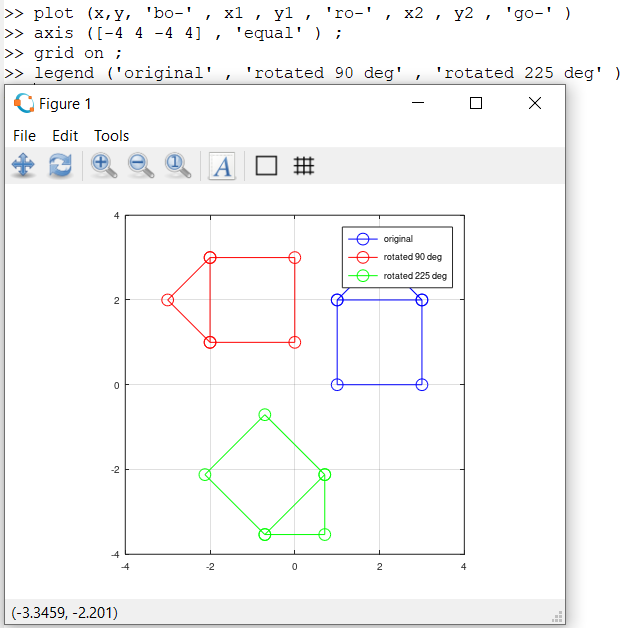 >> plot (x,y, 'bo-' , x1 , y1 , 'ro-' , x2 , y2 , 'go-' )
>> axis ([-4 4 -4 4] , 'equal' ) ;
>> grid on ;
>> legend ('original' , 'rotated 90 deg' , 'rotated 225 deg' )
Figure 1
File Edit Tools
A
4
original
rotated 90 deg
rotated 225 deg
2
0
-2
-4
-4 -2 0 2 4
(-3.3459, -2.201)